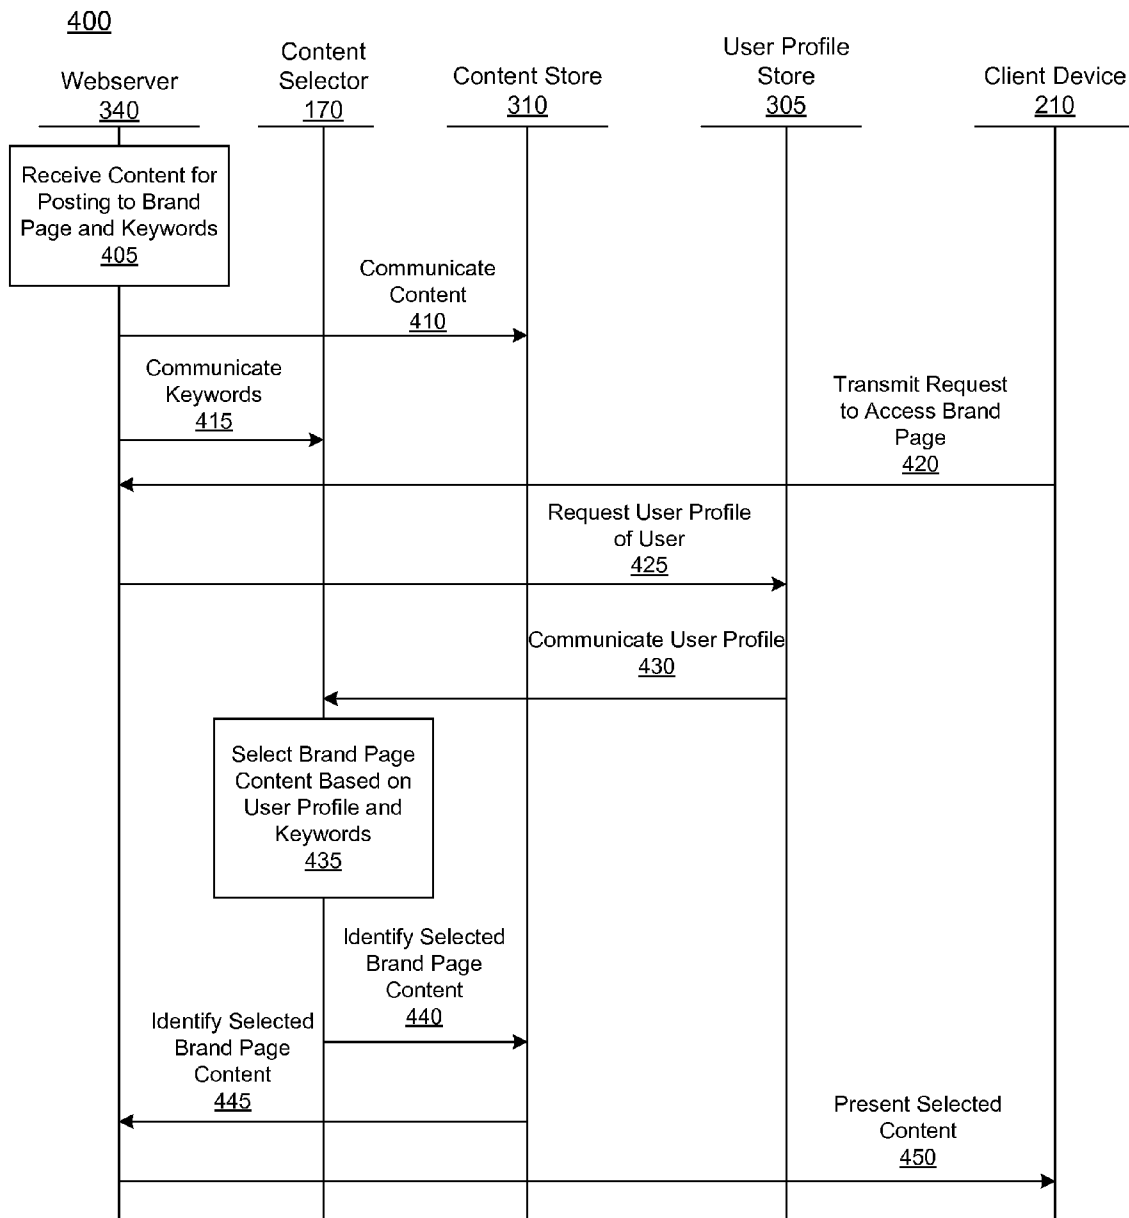 400
Webserver
340
Content
Selector
170
Content Store
310
User Profile
Store
305
Client Device
210
Receive Content for
Posting to Brand
Page and Keywords
405
Communicate
Content
410
Communicate
Keywords
415
Transmit Request
to Access Brand
Page
420
Request User Profile
of User
425
Communicate User Profile
430
Select Brand Page
Content Based on
User Profile and
Keywords
435
Identify Selected
Brand Page
Content
440
Identify Selected
Brand Page
Content
445
Present Selected
Content
450